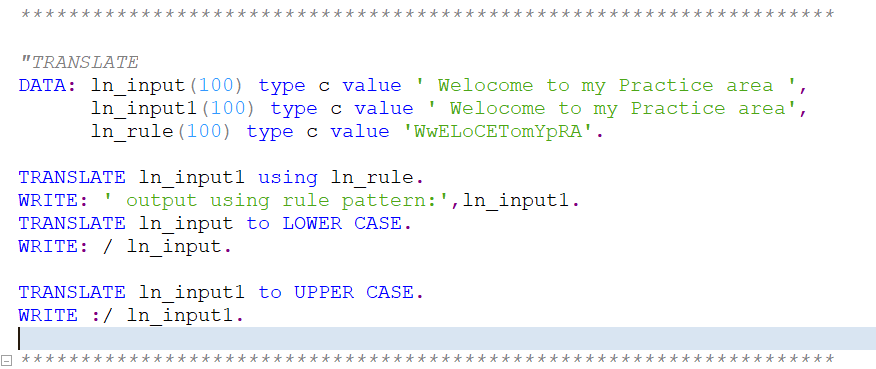 ********************************************************************
"TRANSLATE
DATA: ln_input(100) type c value ' Welocome to my Practice area ',
ln_input1(100) type c value ' Welocome to my Practice area',
ln_rule(100) type c value 'WwELoCETomYpRA'.
TRANSLATE ln_input1 using ln_rule.
WRITE: ' output using rule pattern:',ln_input1.
TRANSLATE ln_input to LOWER CASE.
WRITE: / ln_input.
TRANSLATE ln_input1 to UPPER CASE.
WRITE :/ ln_input1.
********************************************************************